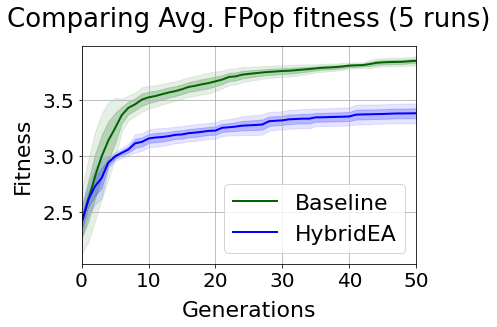 Comparing Avg. FPop fitness (5 runs)
Fitness
3.5
3.0
2.5
Baseline
HybridEA
0 10 20 30 40 50
Generations